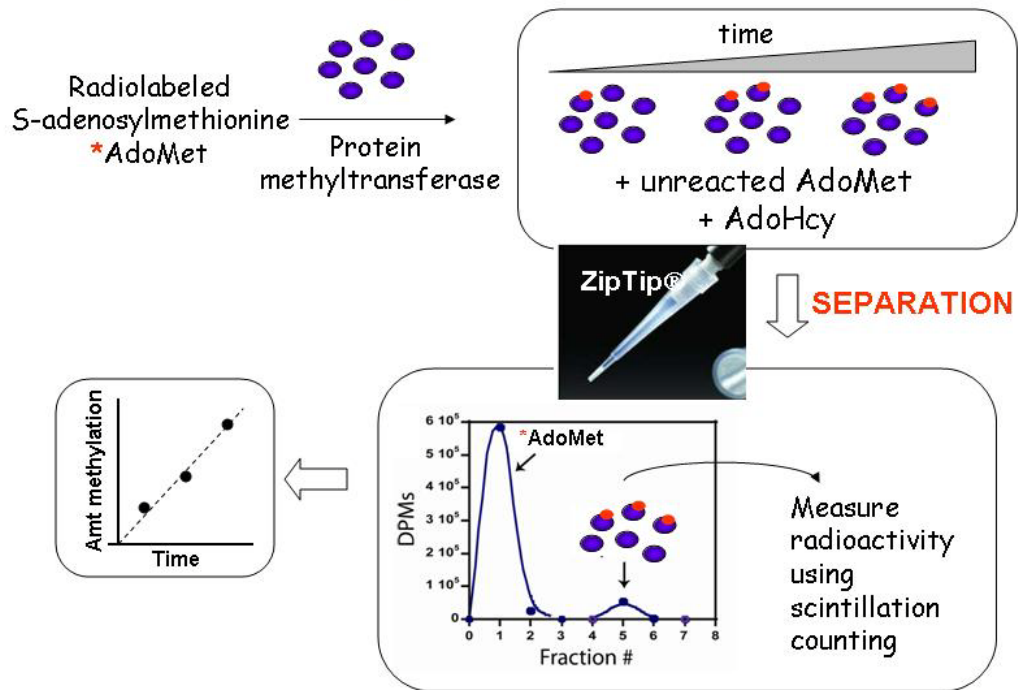 Radiolabeled
S-adenosylmethionine
*AdoMet
Protein
methyltransferase
time
+ unreacted AdoMet
+ AdoHcy
ZipTip®
SEPARATION
Amt methylation
Time
DPMs
6 10⁵
5 10⁵
4 10⁵
3 10⁵
2 10⁵
1 10⁵
0
0 1 2 3 4 5 6 7 8
Fraction #
*AdoMet
Measure
radioactivity
using
scintillation
counting